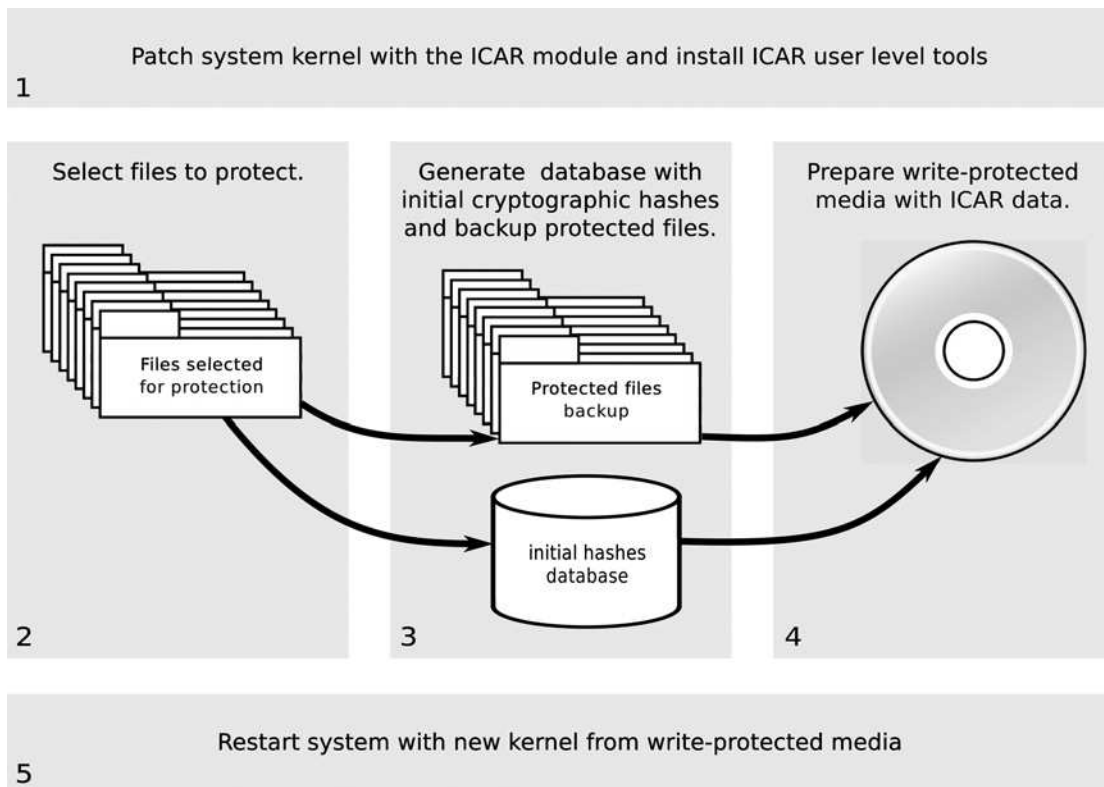 Patch system kernel with the ICAR module and install ICAR user level tools
1
Select files to protect.
Files selected
for protection
2
Generate database with
initial cryptographic hashes
and backup protected files.
Protected files
backup
initial hashes
database
3
Prepare write-protected
media with ICAR data.
4
Restart system with new kernel from write-protected media
5